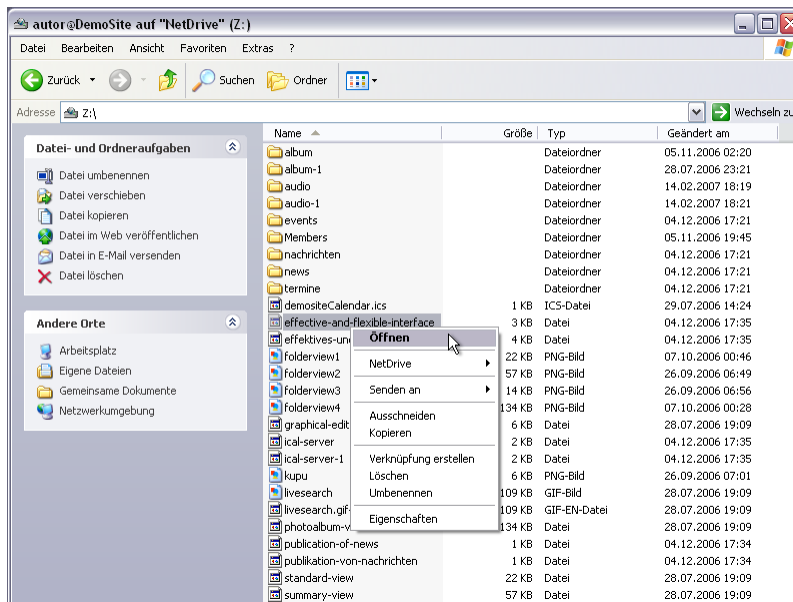 autor@DemoSite auf "NetDrive" (Z:)
Datei Bearbeiten Ansicht Favoriten Extras ?
Zurück Suchen Ordner
Adresse Z:\ Wechseln zu
Datei- und Ordneraufgaben
Datei umbenennen
Datei verschieben
Datei kopieren
Datei im Web veröffentlichen
Datei in E-Mail versenden
Datei löschen
Andere Orte
Arbeitsplatz
Eigene Dateien
Gemeinsame Dokumente
Netzwerkumgebung
Name Größe Typ Geändert am
album Dateiordner 05.11.2006 02:20
album-1 Dateiordner 28.07.2006 23:21
audio Dateiordner 14.02.2007 18:19
audio-1 Dateiordner 14.02.2007 18:21
events Dateiordner 04.12.2006 17:21
Members Dateiordner 05.11.2006 19:45
nachrichten Dateiordner 04.12.2006 17:21
news Dateiordner 04.12.2006 17:21
termine Dateiordner 04.12.2006 17:21
demositeCalendar.ics 1 KB ICS-Datei 29.07.2006 14:24
effective-and-flexible-interface 3 KB Datei 04.12.2006 17:35
effektives-un 4 KB Datei 04.12.2006 17:35
folderview1 22 KB PNG-Bild 07.10.2006 00:46
folderview2 57 KB PNG-Bild 26.09.2006 06:49
folderview3 14 KB PNG-Bild 26.09.2006 06:56
folderview4 134 KB PNG-Bild 07.10.2006 00:28
graphical-edit 6 KB Datei 28.07.2006 19:09
ical-server 2 KB Datei 04.12.2006 17:35
ical-server-1 2 KB Datei 04.12.2006 17:35
kupu 6 KB PNG-Bild 26.09.2006 07:01
livesearch 109 KB GIF-Bild 28.07.2006 19:09
livesearch.gif- 109 KB GIF-EN-Datei 28.07.2006 19:09
photoalbum-v 134 KB Datei 28.07.2006 19:09
publication-of-news 1 KB Datei 04.12.2006 17:34
publikation-von-nachrichten 1 KB Datei 04.12.2006 17:34
standard-view 22 KB Datei 28.07.2006 19:09
summary-view 57 KB Datei 28.07.2006 19:09
Öffnen
NetDrive
Senden an
Ausschneiden
Kopieren
Verknüpfung erstellen
Löschen
Umbenennen
Eigenschaften